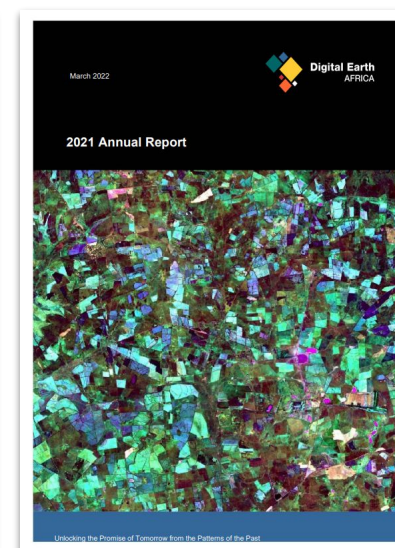 March 2022
Digital Earth
AFRICA
2021 Annual Report
Unlocking the Promise of Tomorrow from the Patterns of the Past